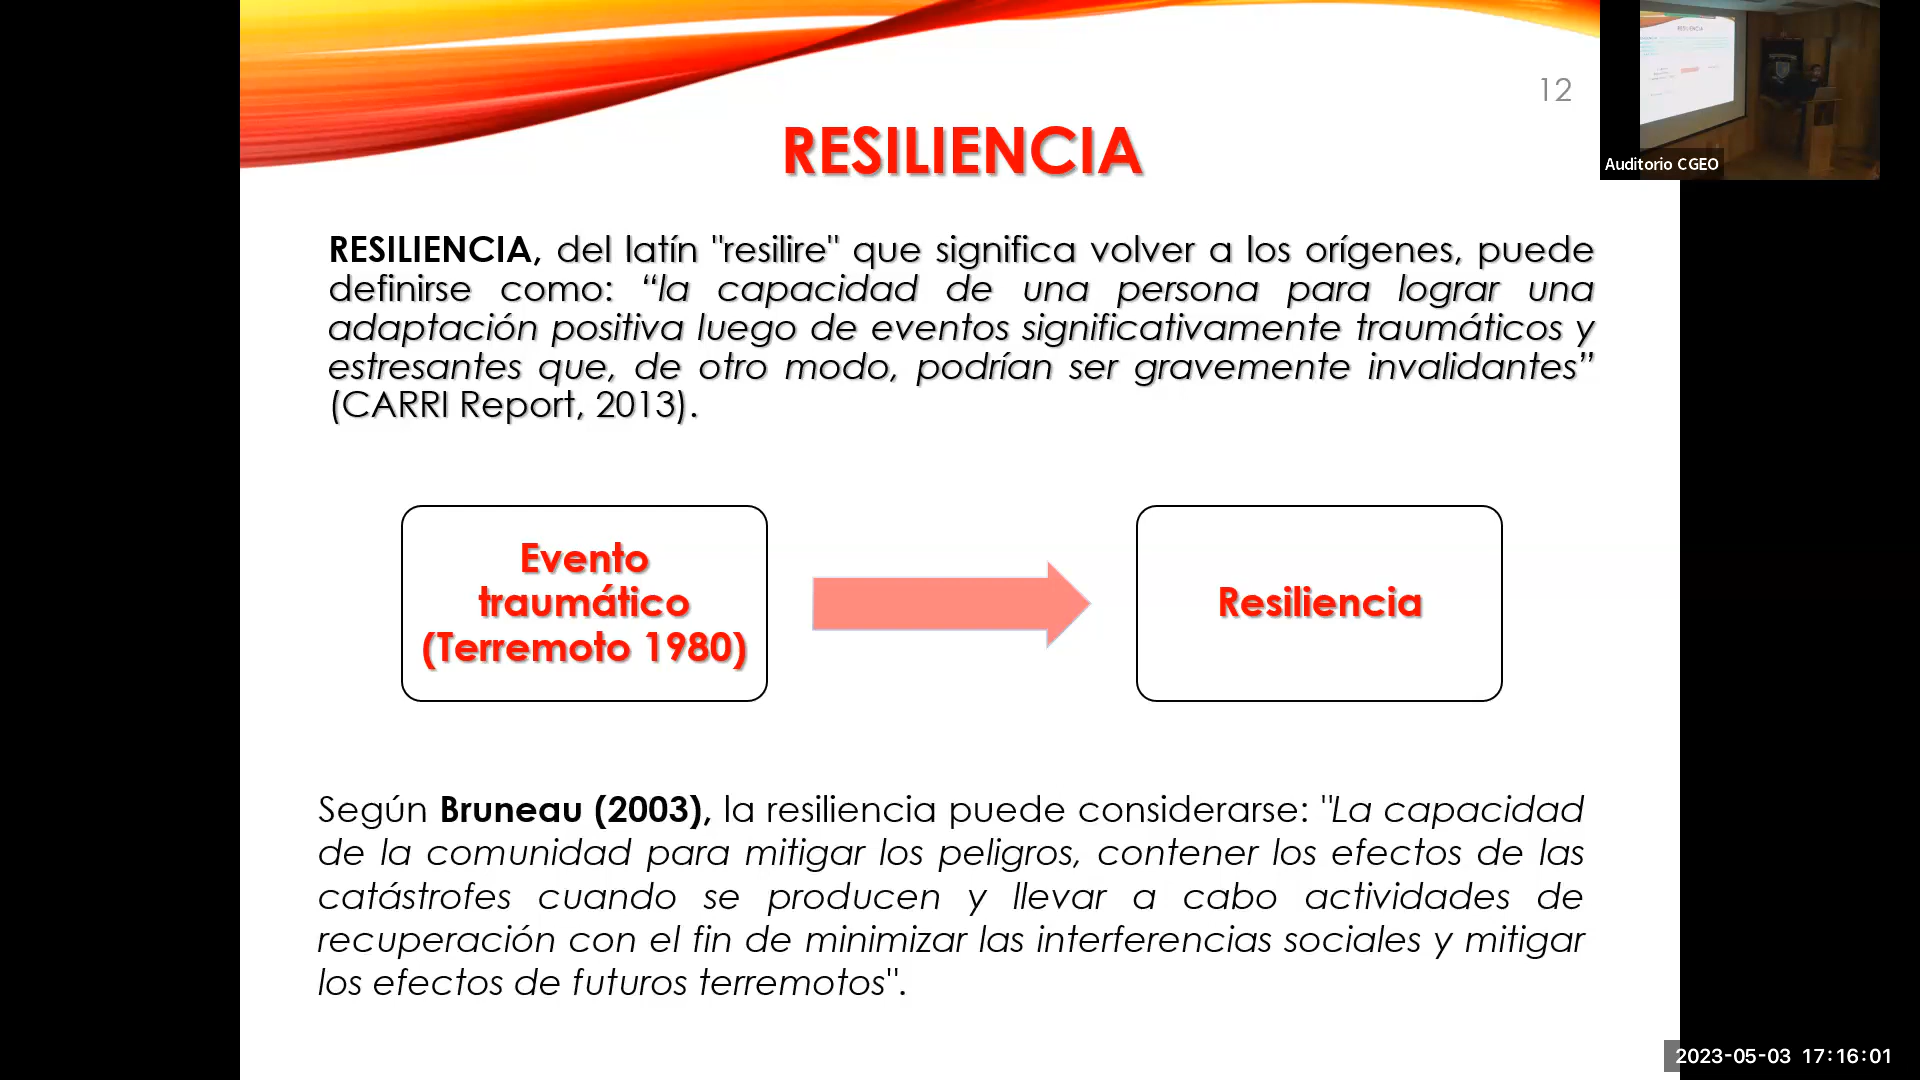 12
RESILIENCIA
Auditorio CGEO
RESILIENCIA, del latín "resilire" que significa volver a los orígenes, puede
definirse como: “la capacidad de una persona para lograr una
adaptación positiva luego de eventos significativamente traumáticos y
estresantes que, de otro modo, podrían ser gravemente invalidantes”
(CARRI Report, 2013).
Evento
traumático
(Terremoto 1980)
Resiliencia
Según Bruneau (2003), la resiliencia puede considerarse: "La capacidad
de la comunidad para mitigar los peligros, contener los efectos de las
catástrofes cuando se producen y llevar a cabo actividades de
recuperación con el fin de minimizar las interferencias sociales y mitigar
los efectos de futuros terremotos".
2023-05-03 17:16:01